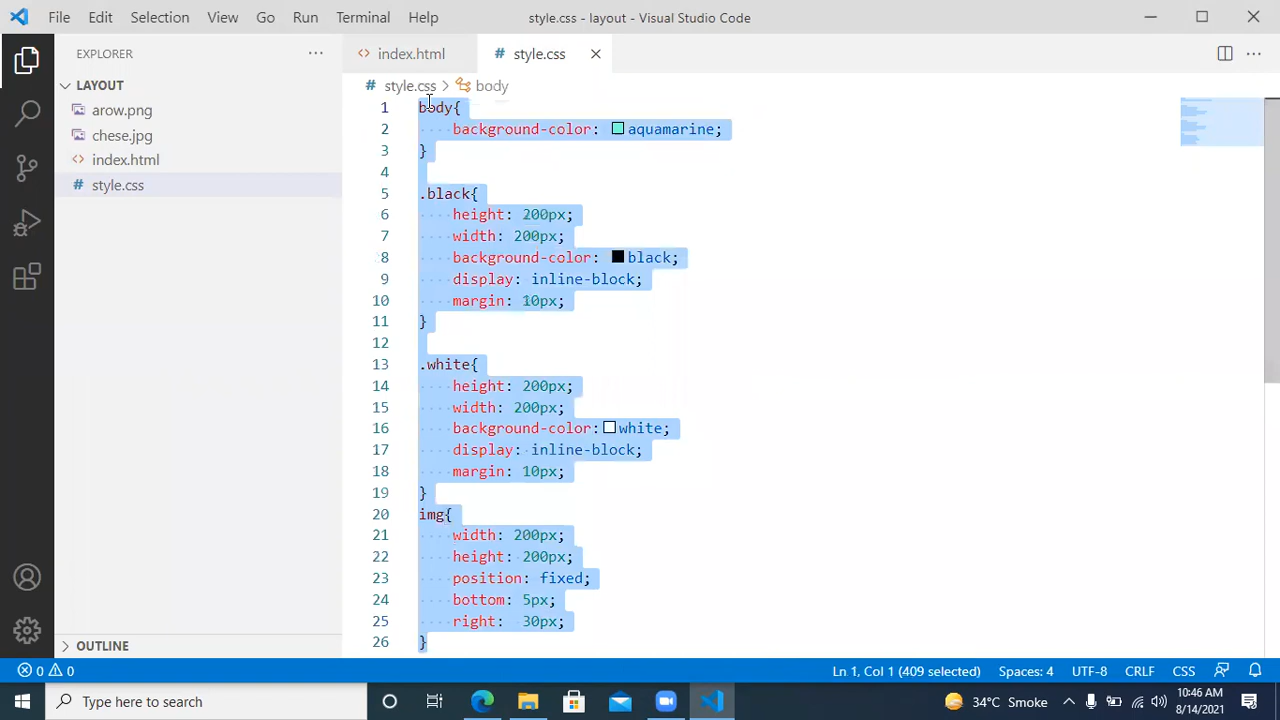 File Edit Selection View Go Run Terminal Help style.css - layout - Visual Studio Code
EXPLORER
index.html
# style.css
LAYOUT
arow.png
chese.jpg
index.html
# style.css
OUTLINE
# style.css > body
1 body{
2 background-color: aquamarine;
3 }
4
5 .black{
6 height: 200px;
7 width: 200px;
8 background-color: black;
9 display: inline-block;
10 margin: 10px;
11 }
12
13 .white{
14 height: 200px;
15 width: 200px;
16 background-color: white;
17 display: inline-block;
18 margin: 10px;
19 }
20 img{
21 width: 200px;
22 height: 200px;
23 position: fixed;
24 bottom: 5px;
25 right: 30px;
26 }
0 0 Ln 1, Col 1 (409 selected) Spaces: 4 UTF-8 CRLF CSS
Type here to search
34°C Smoke
10:46 AM
8/14/2021